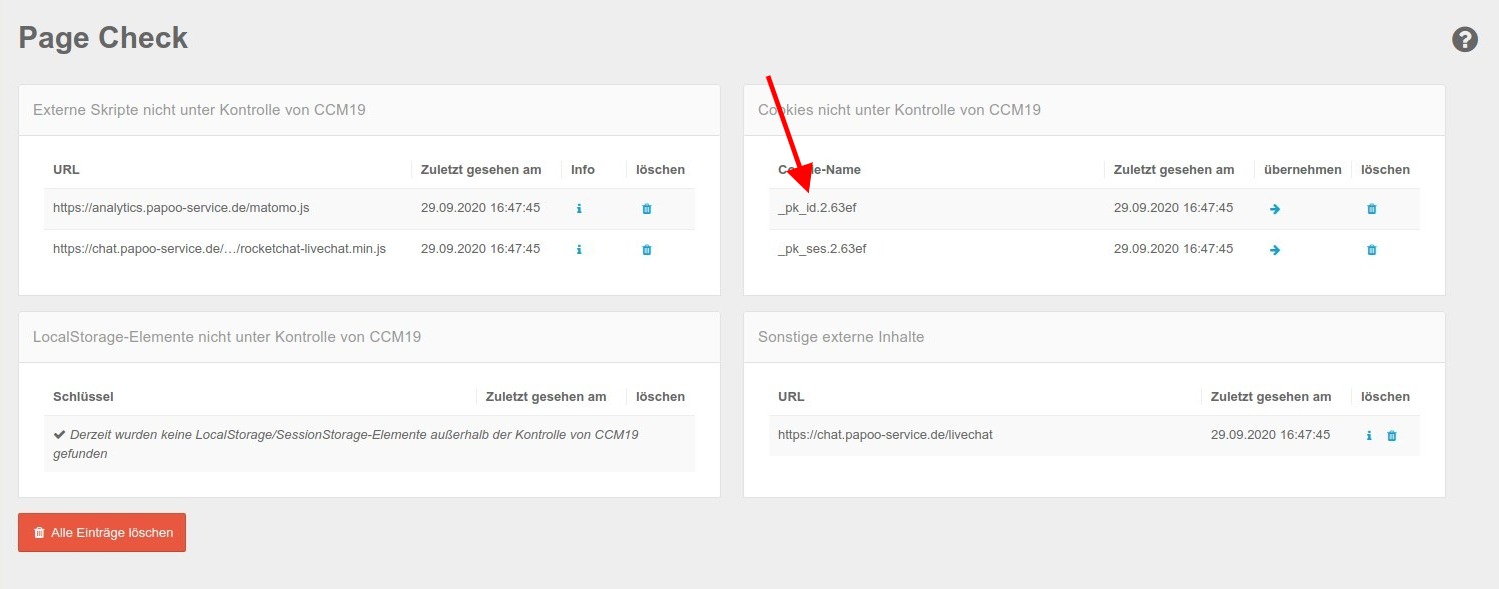 Page Check
Externe Skripte nicht unter Kontrolle von CCM19
URL Zuletzt gesehen am Info löschen
https://analytics.papoo-service.de/matomo.js 29.09.2020 16:47:45
https://chat.papoo-service.de/…/rocketchat-livechat.min.js 29.09.2020 16:47:45
Cookies nicht unter Kontrolle von CCM19
Cookie-Name Zuletzt gesehen am übernehmen löschen
_pk_id.2.63ef 29.09.2020 16:47:45
_pk_ses.2.63ef 29.09.2020 16:47:45
LocalStorage-Elemente nicht unter Kontrolle von CCM19
Schlüssel Zuletzt gesehen am löschen
Derzeit wurden keine LocalStorage/SessionStorage-Elemente außerhalb der Kontrolle von CCM19
gefunden
Sonstige externe Inhalte
URL Zuletzt gesehen am löschen
https://chat.papoo-service.de/livechat 29.09.2020 16:47:45
Alle Einträge löschen